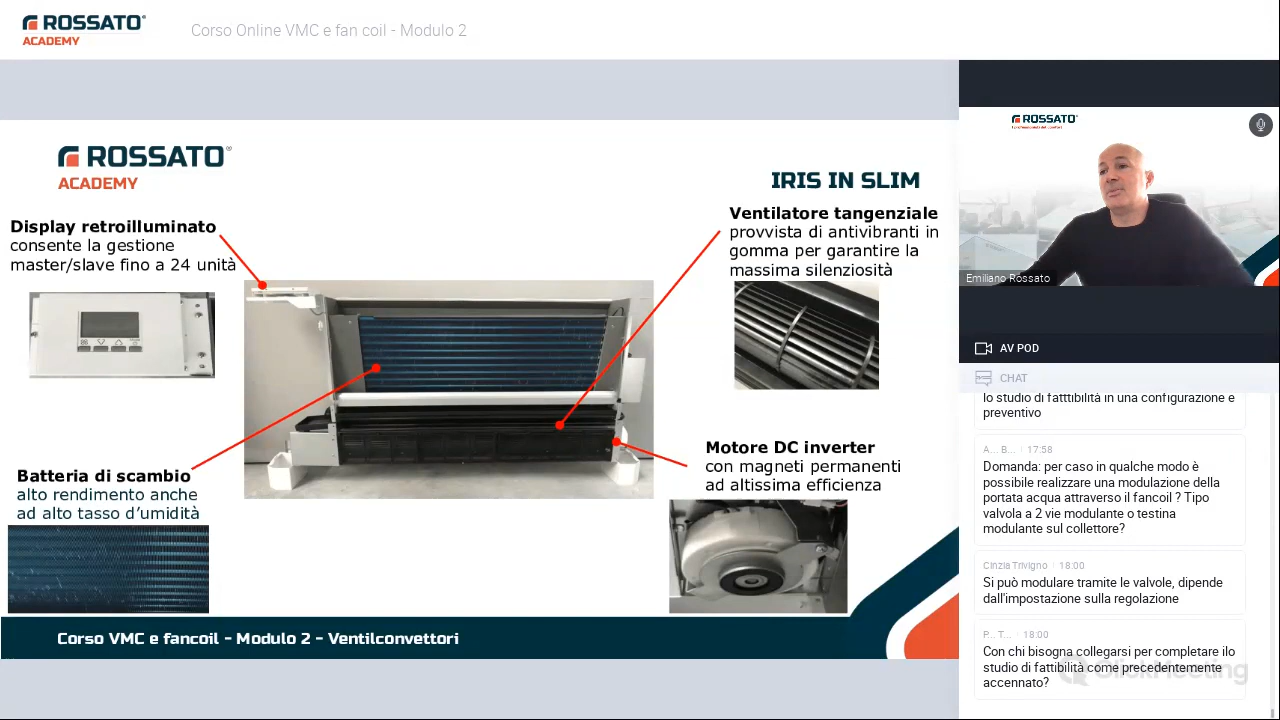 ROSSATO®
ACADEMY
Corso Online VMC e fan coil - Modulo 2
ROSSATO®
ACADEMY
IRIS IN SLIM
Display retroilluminato
consente la gestione
master/slave fino a 24 unità
Ventilatore tangenziale
provvista di antivibranti in
gomma per garantire la
massima silenziosità
Batteria di scambio
alto rendimento anche
ad alto tasso d'umidità
Motore DC inverter
con magneti permanenti
ad altissima efficienza
Corso VMC e fancoil - Modulo 2 - Ventilconvettori
ROSSATO®
Emiliano Rossato
AV POD
CHAT
lo studio di fatttibilità in una configurazione e
preventivo
A... B... 17:58
Domanda: per caso in qualche modo è
possibile realizzare una modulazione della
portata acqua attraverso il fancoil ? Tipo
valvola a 2 vie modulante o testina
modulante sul collettore?
Cinzia Trivigno 18:00
Si può modulare tramite le valvole, dipende
dall'impostazione sulla regolazione
P... T... 18:00
Con chi bisogna collegarsi per completare ilo
studio di fattibilità come precedentemente
accennato?
ClickMeeting